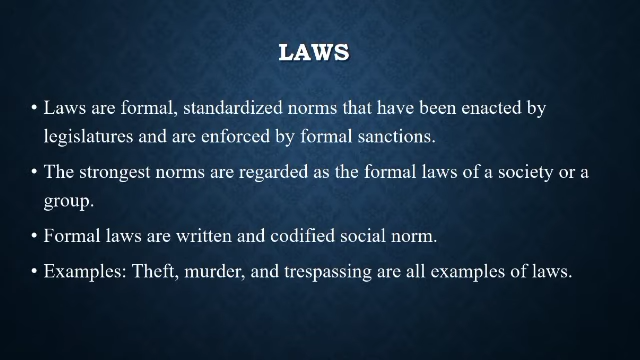 LAWS
• Laws are formal, standardized norms that have been enacted by
legislatures and are enforced by formal sanctions.
• The strongest norms are regarded as the formal laws of a society or a
group.
• Formal laws are written and codified social norm.
• Examples: Theft, murder, and trespassing are all examples of laws.